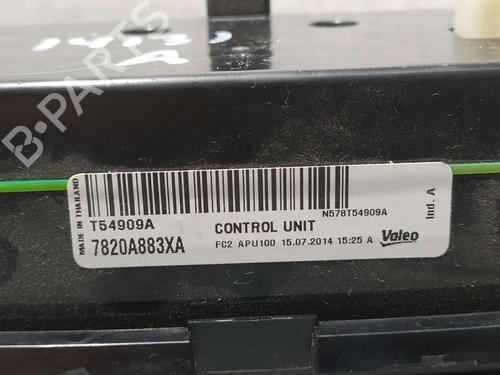 B-PARTS
MADE IN THAILAND
T54909A
7820A883XA
N578T54909A
CONTROL UNIT
FC2 APU100 15.07.2014 15:25 A
Valeo
Ind. A